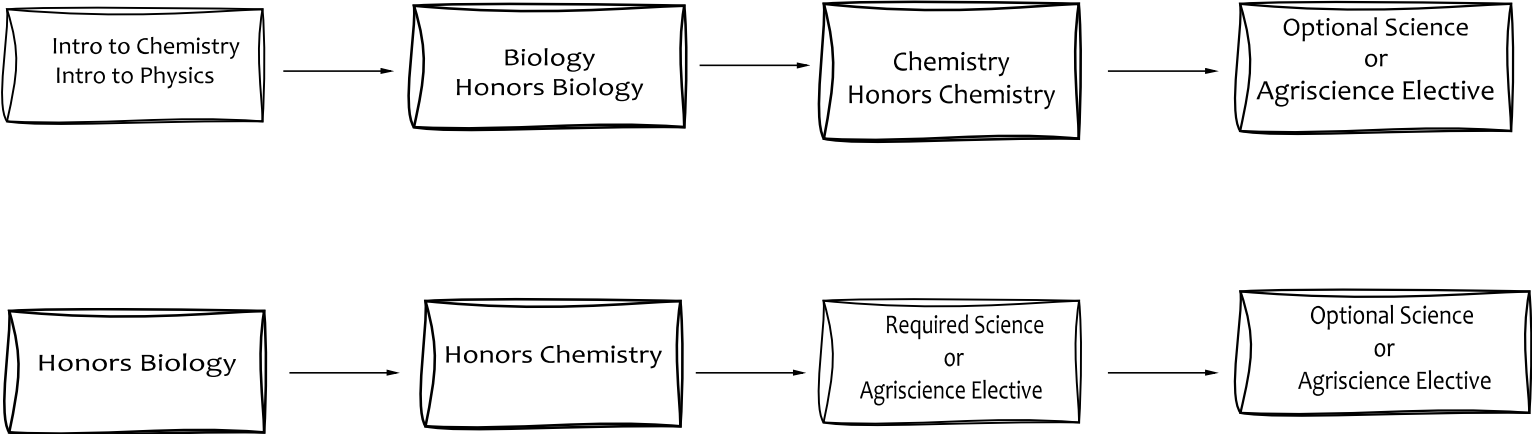 Intro to Chemistry
Intro to Physics
Biology
Honors Biology
Chemistry
Honors Chemistry
Optional Science
or
Agriscience Elective
Honors Biology
Honors Chemistry
Required Science
or
Agriscience Elective
Optional Science
or
Agriscience Elective